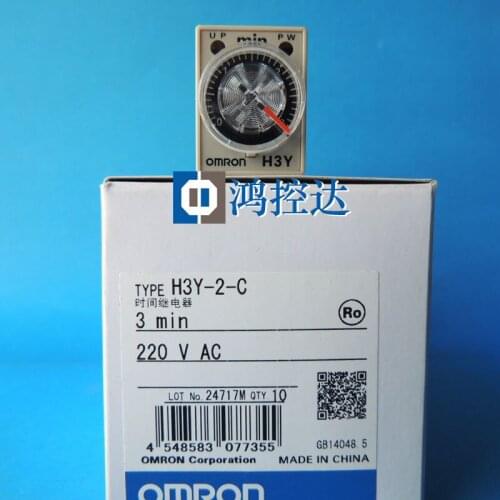 UP min PW
OMRON H3Y
鸿控达
TYPE H3Y-2-C
时间继电器
3 min
Ro
220 V AC
LOT No. 24717M QTY 10
4 548583 077355
GB14048.5
OMRON Corporation MADE IN CHINA
OMRON